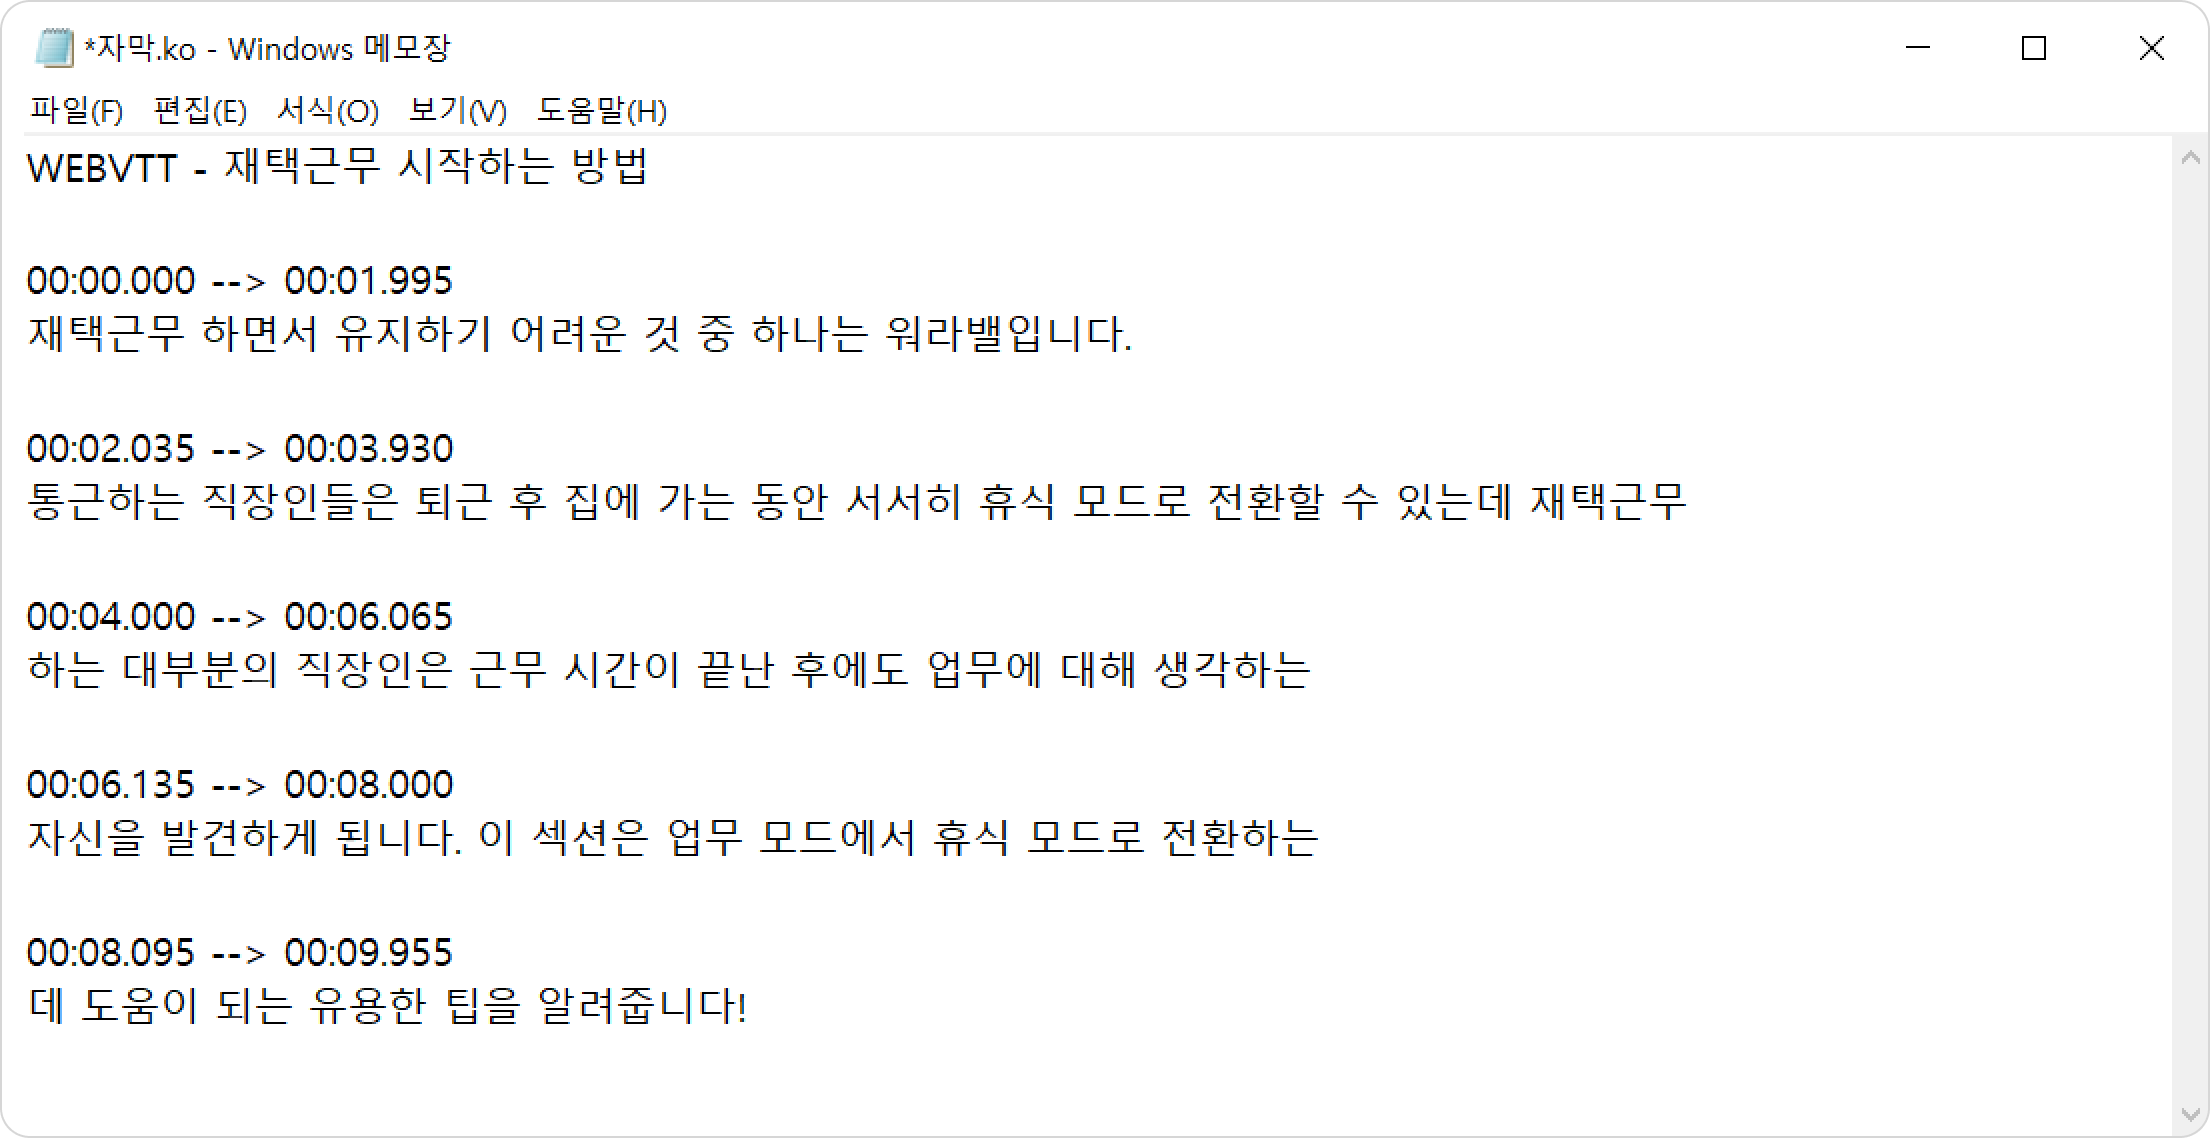 *자막.ko - Windows 메모장
파일(F) 편집(E) 서식(O) 보기(V) 도움말(H)
WEBVTT - 재택근무 시작하는 방법
00:00.000 --> 00:01.995
재택근무 하면서 유지하기 어려운 것 중 하나는 워라밸입니다.
00:02.035 --> 00:03.930
통근하는 직장인들은 퇴근 후 집에 가는 동안 서서히 휴식 모드로 전환할 수 있는데 재택근무
00:04.000 --> 00:06.065
하는 대부분의 직장인은 근무 시간이 끝난 후에도 업무에 대해 생각하는
00:06.135 --> 00:08.000
자신을 발견하게 됩니다. 이 섹션은 업무 모드에서 휴식 모드로 전환하는
00:08.095 --> 00:09.955
데 도움이 되는 유용한 팁을 알려줍니다!